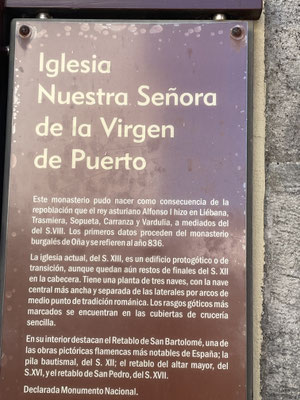 Iglesia
Nuestra Señora
de la Virgen
de Puerto
Este monasterio pudo nacer como consecuencia de la
repoblación que el rey asturiano Alfonso I hizo en Liébana,
Trasmiera, Sopueta, Carranza y Vardulia, a mediados del
del S.VIII. Los primeros datos proceden del monasterio
burgalés de Oña y se refieren al año 836.
La iglesia actual, del S. XIII, es un edificio protogótico o de
transición, aunque quedan aún restos de finales del S. XII
en la cabecera. Tiene una planta de tres naves, con la nave
central más ancha y separada de las laterales por arcos de
medio punto de tradición románica. Los rasgos góticos más
marcados se encuentran en las cubiertas de crucería
sencilla.
En su interior destacan el Retablo de San Bartolomé, una de
las obras pictóricas flamencas más notables de España; la
pila bautismal, del S. XII; el retablo del altar mayor, del
S.XVI, y el retablo de San Pedro, del S. XVII.
Declarada Monumento Nacional.